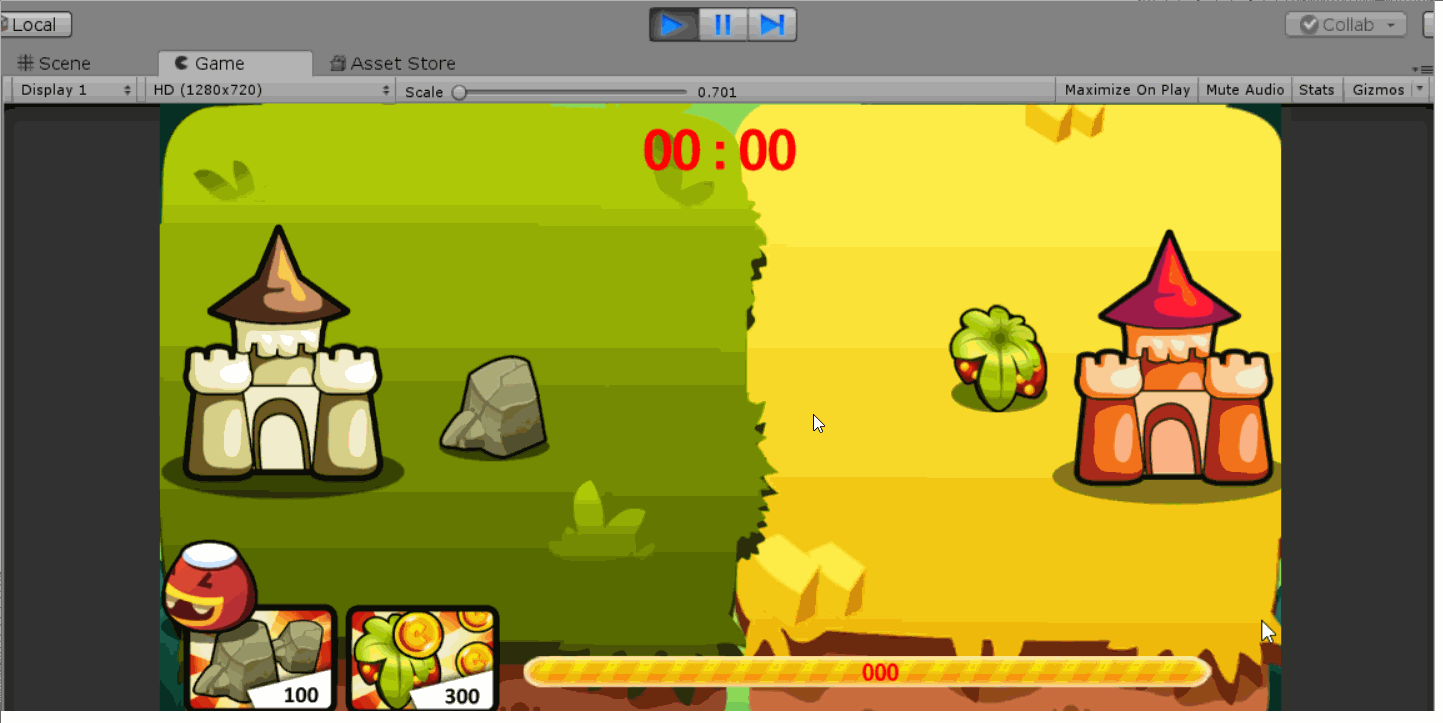 Local
Collab
Scene
Game
Asset Store
Display 1
HD (1280x720)
Scale
0.701
Maximize On Play
Mute Audio
Stats
Gizmos
00 : 00
100
300
000